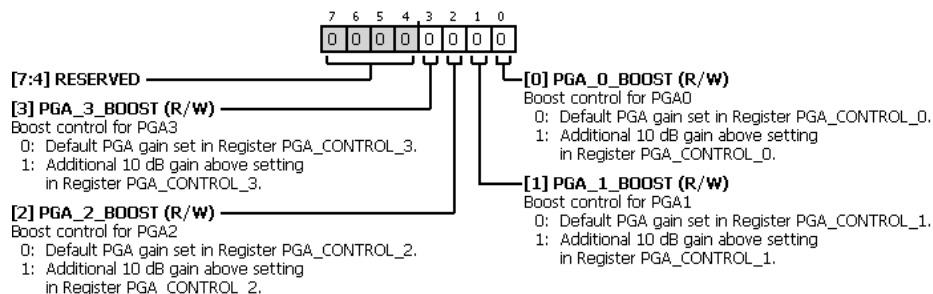 7 6 5 4 3 2 1 0
0 0 0 0 0 0 0 0
[7:4] RESERVED
[3] PGA_3_BOOST (R/W)
Boost control for PGA3
0: Default PGA gain set in Register PGA_CONTROL_3.
1: Additional 10 dB gain above setting
in Register PGA_CONTROL_3.
[2] PGA_2_BOOST (R/W)
Boost control for PGA2
0: Default PGA gain set in Register PGA_CONTROL_2.
1: Additional 10 dB gain above setting
in Register PGA_CONTROL_2.
[0] PGA_0_BOOST (R/W)
Boost control for PGA0
0: Default PGA gain set in Register PGA_CONTROL_0.
1: Additional 10 dB gain above setting
in Register PGA_CONTROL_0.
[1] PGA_1_BOOST (R/W)
Boost control for PGA1
0: Default PGA gain set in Register PGA_CONTROL_1.
1: Additional 10 dB gain above setting
in Register PGA_CONTROL_1.